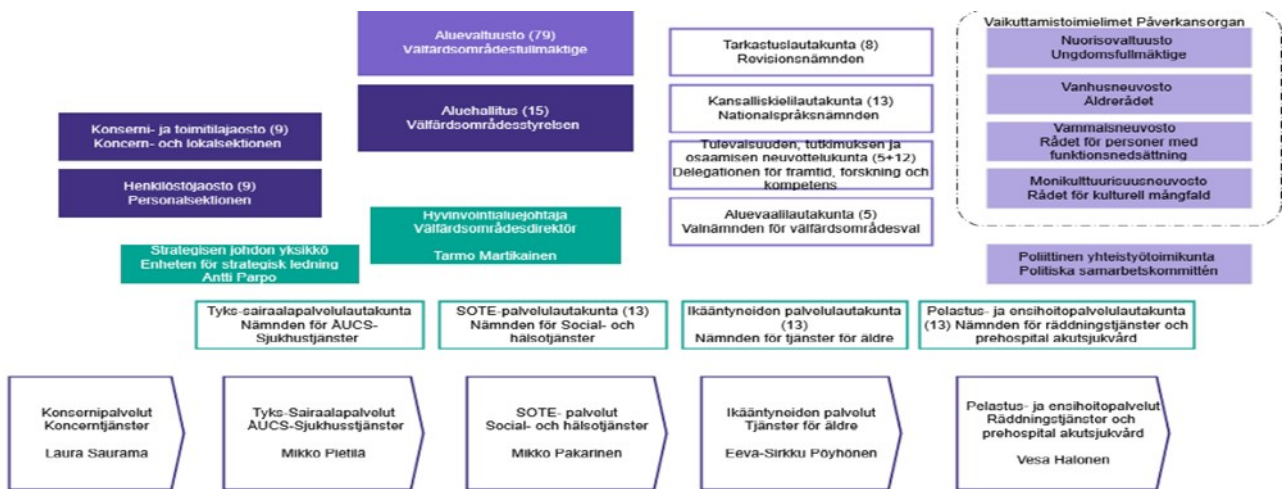 Aluevaltuusto (79)
Välfärdsområdesfullmäktige
Aluehallitus (15)
Välfärdsområdesstyrelsen
Konserni- ja toimitilajaosto (9)
Koncern- och lokalsektionen
Henkilöstöjaosto (9)
Personalsektionen
Hyvinvointialuejohtaja
Välfärdsområdesdirektör
Tarmo Martikainen
Strategisen johdon yksikkö
Enheten för strategisk ledning
Antti Parpo
Tarkastuslautakunta (8)
Revisionsnämnden
Kansalliskielilautakunta (13)
Nationalspråksnämnden
Tulevaisuuden, tutkimuksen ja
osaamisen neuvottelukunta (5+12)
Delegationen för framtid, forskning och
kompetens
Aluevaalilautakunta (5)
Valnämnden för välfärdsområdesval
Vaikuttamistoimielimet Påverkansorgan
Nuorisovaltuusto
Ungdomsfullmäktige
Vanhusneuvosto
Äldrerådet
Vammaisneuvosto
Rådet för personer med
funktionsnedsättning
Monikulttuurisuusneuvosto
Rådet för kulturell mångfald
Poliittinen yhteistyötoimikunta
Politiska samarbetskommittén
Tyks-sairaalapalvelulautakunta
Nämnden för ÅUCS-
Sjukhustjänster
SOTE-palvelulautakunta (13)
Nämnden för Social- och
hälsotjänster
Ikääntyneiden palvelulautakunta
(13)
Nämnden för tjänster för äldre
Pelastus- ja ensihoitopalvelulautakunta
(13) Nämnden för räddningstjänster och
prehospital akutsjukvård
Konsernipalvelut
Koncerntjänster
Laura Saurama
Tyks-Sairaalapalvelut
ÅUCS-Sjukhusstjänster
Mikko Pietilä
SOTE- palvelut
Social- och hälsotjänster
Mikko Pakarinen
Ikääntyneiden palvelut
Tjänster för äldre
Eeva-Sirkku Pöyhönen
Pelastus- ja ensihoitopalvelut
Räddningstjänster och
prehospital akutsjukvård
Vesa Halonen